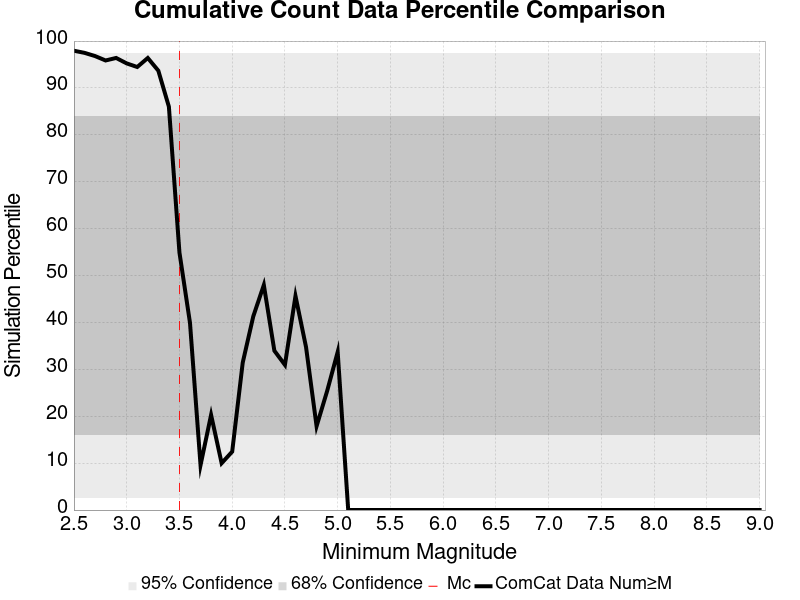 Cumulative Count Data Percentile Comparison
100
90
80
70
60
50
40
30
20
10
0
Simulation Percentile
2.5 3.0 3.5 4.0 4.5 5.0 5.5 6.0 6.5 7.0 7.5 8.0 8.5 9.0
Minimum Magnitude
95% Confidence 68% Confidence Mc ComCat Data Num≥M